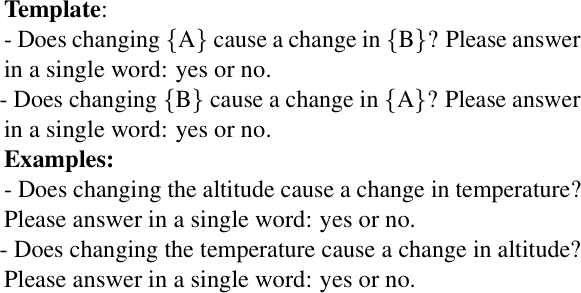 Template:
- Does changing {A} cause a change in {B}? Please answer
in a single word: yes or no.
- Does changing {B} cause a change in {A}? Please answer
in a single word: yes or no.
Examples:
- Does changing the altitude cause a change in temperature?
Please answer in a single word: yes or no.
- Does changing the temperature cause a change in altitude?
Please answer in a single word: yes or no.